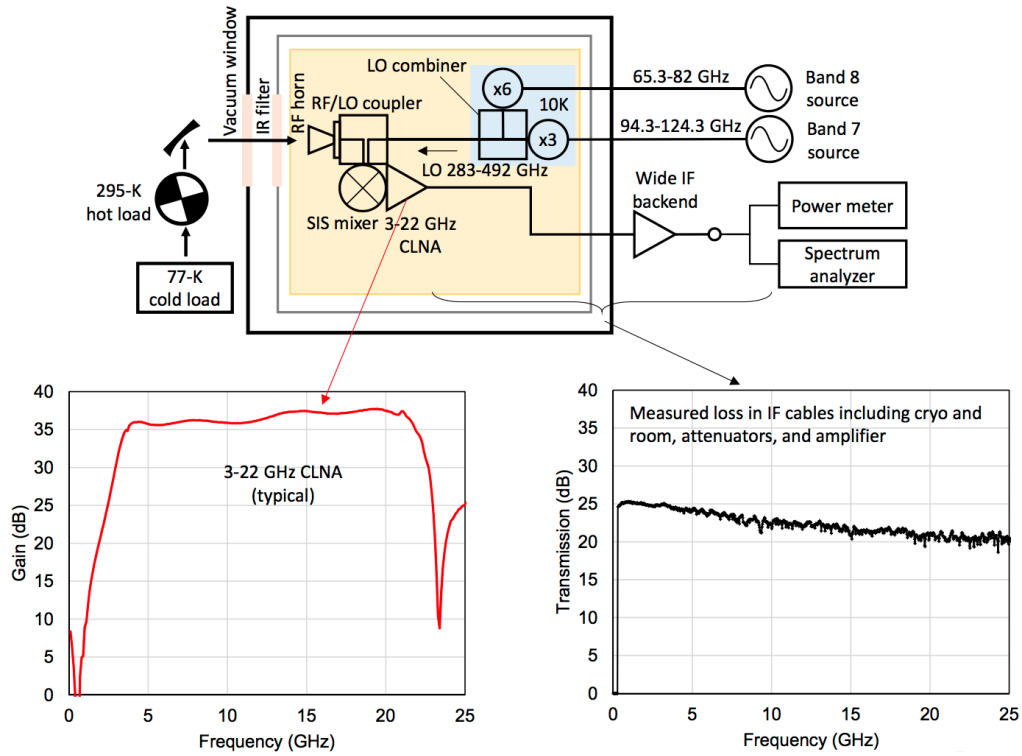 Vacuum window
IR filter
RF horn
LO combiner
RF/LO coupler
x6
10K
x3
65.3-82 GHz
Band 8
source
94.3-124.3 GHz
Band 7
source
LO 283-492 GHz
295-K
hot load
77-K
cold load
SIS mixer
3-22 GHz
CLNA
Wide IF
backend
Power meter
Spectrum
analyzer
40
35
30
25
20
15
10
5
0
Gain (dB)
3-22 GHz CLNA
(typical)
0
5
10
15
20
25
Frequency (GHz)
40
35
30
25
20
15
10
5
0
Transmission (dB)
Measured loss in IF cables including cryo and
room, attenuators, and amplifier
0
5
10
15
20
25
Frequency (GHz)